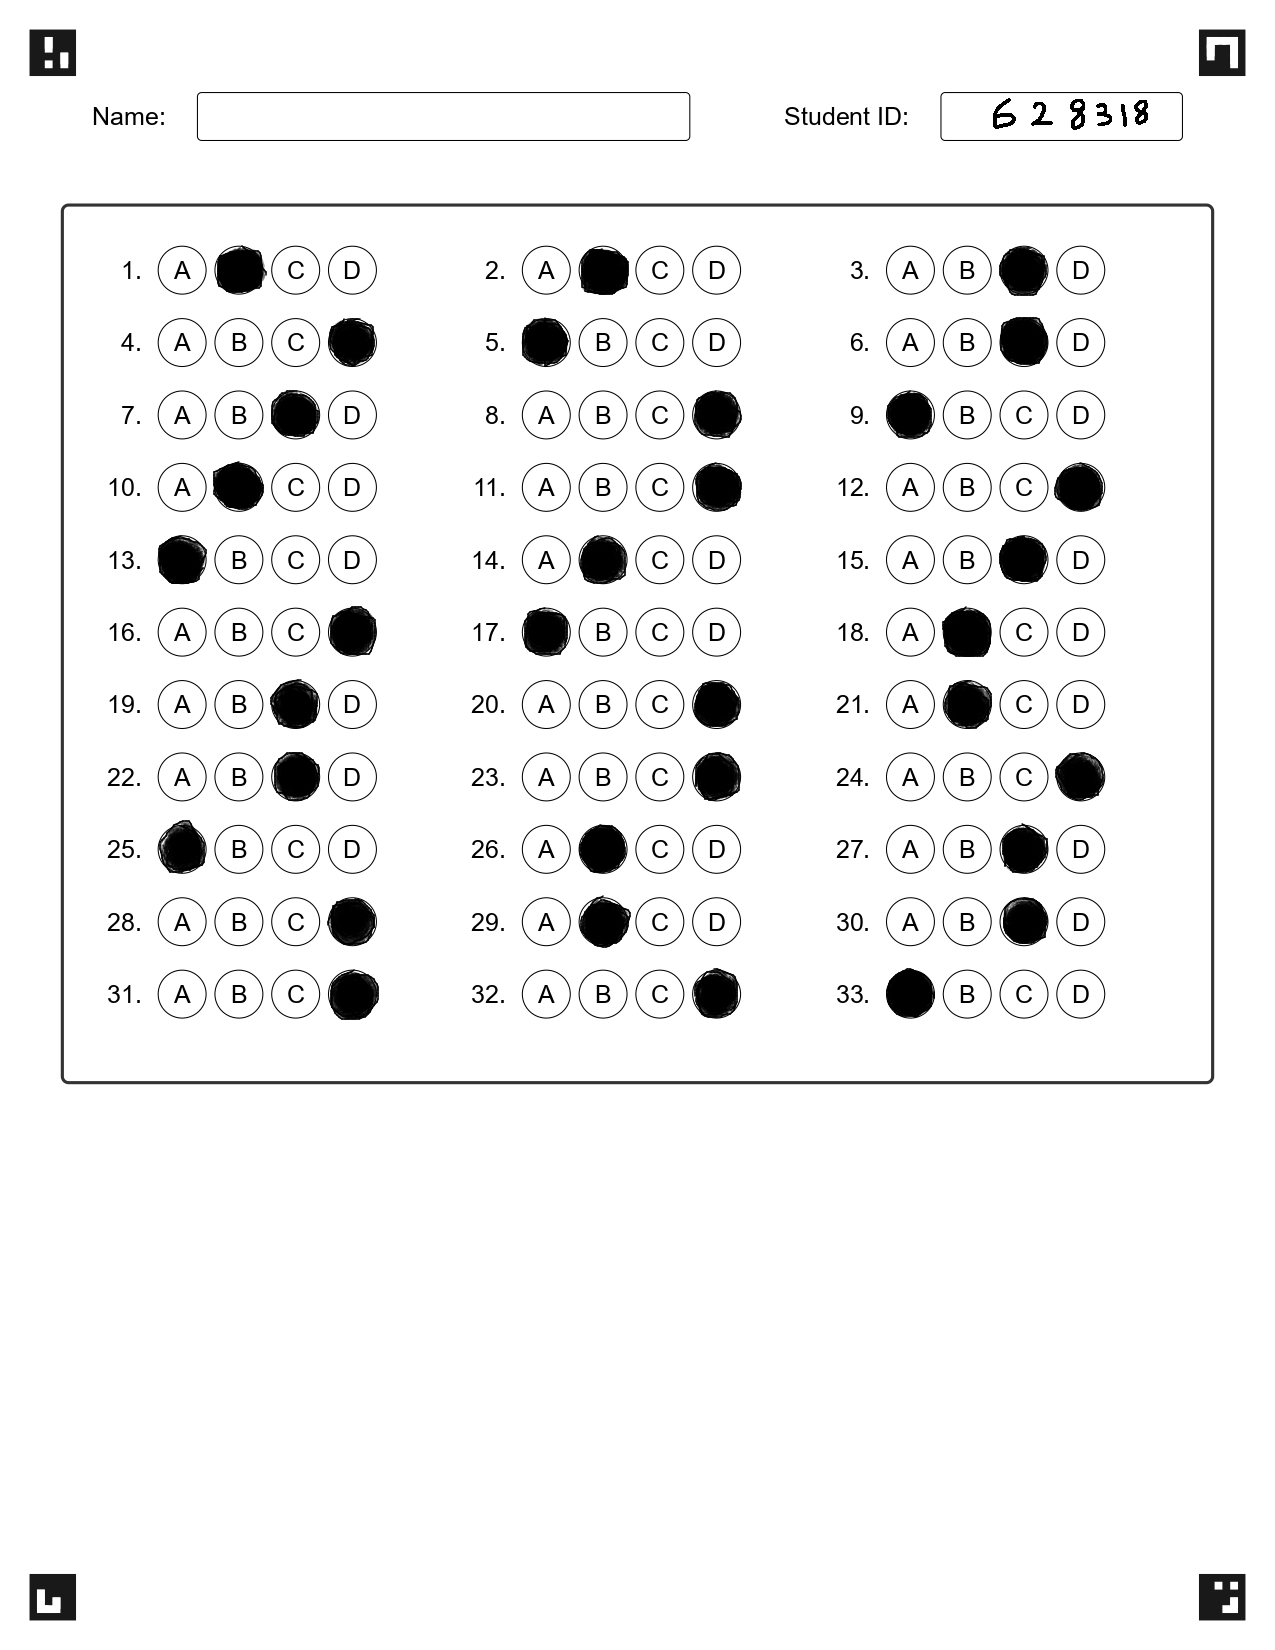 Name: Student ID: 628318
1. A C D 2. A C D 3. A B D
4. A B C 5. B C D 6. A B D
7. A B D 8. A B C 9. B C D
10. A C D 11. A B C 12. A B C
13. B C D 14. A C D 15. A B D
16. A B C 17. B C D 18. A C D
19. A B D 20. A B C 21. A C D
22. A B D 23. A B C 24. A B C
25. B C D 26. A C D 27. A B D
28. A B C 29. A C D 30. A B D
31. A B C 32. A B C 33. B C D